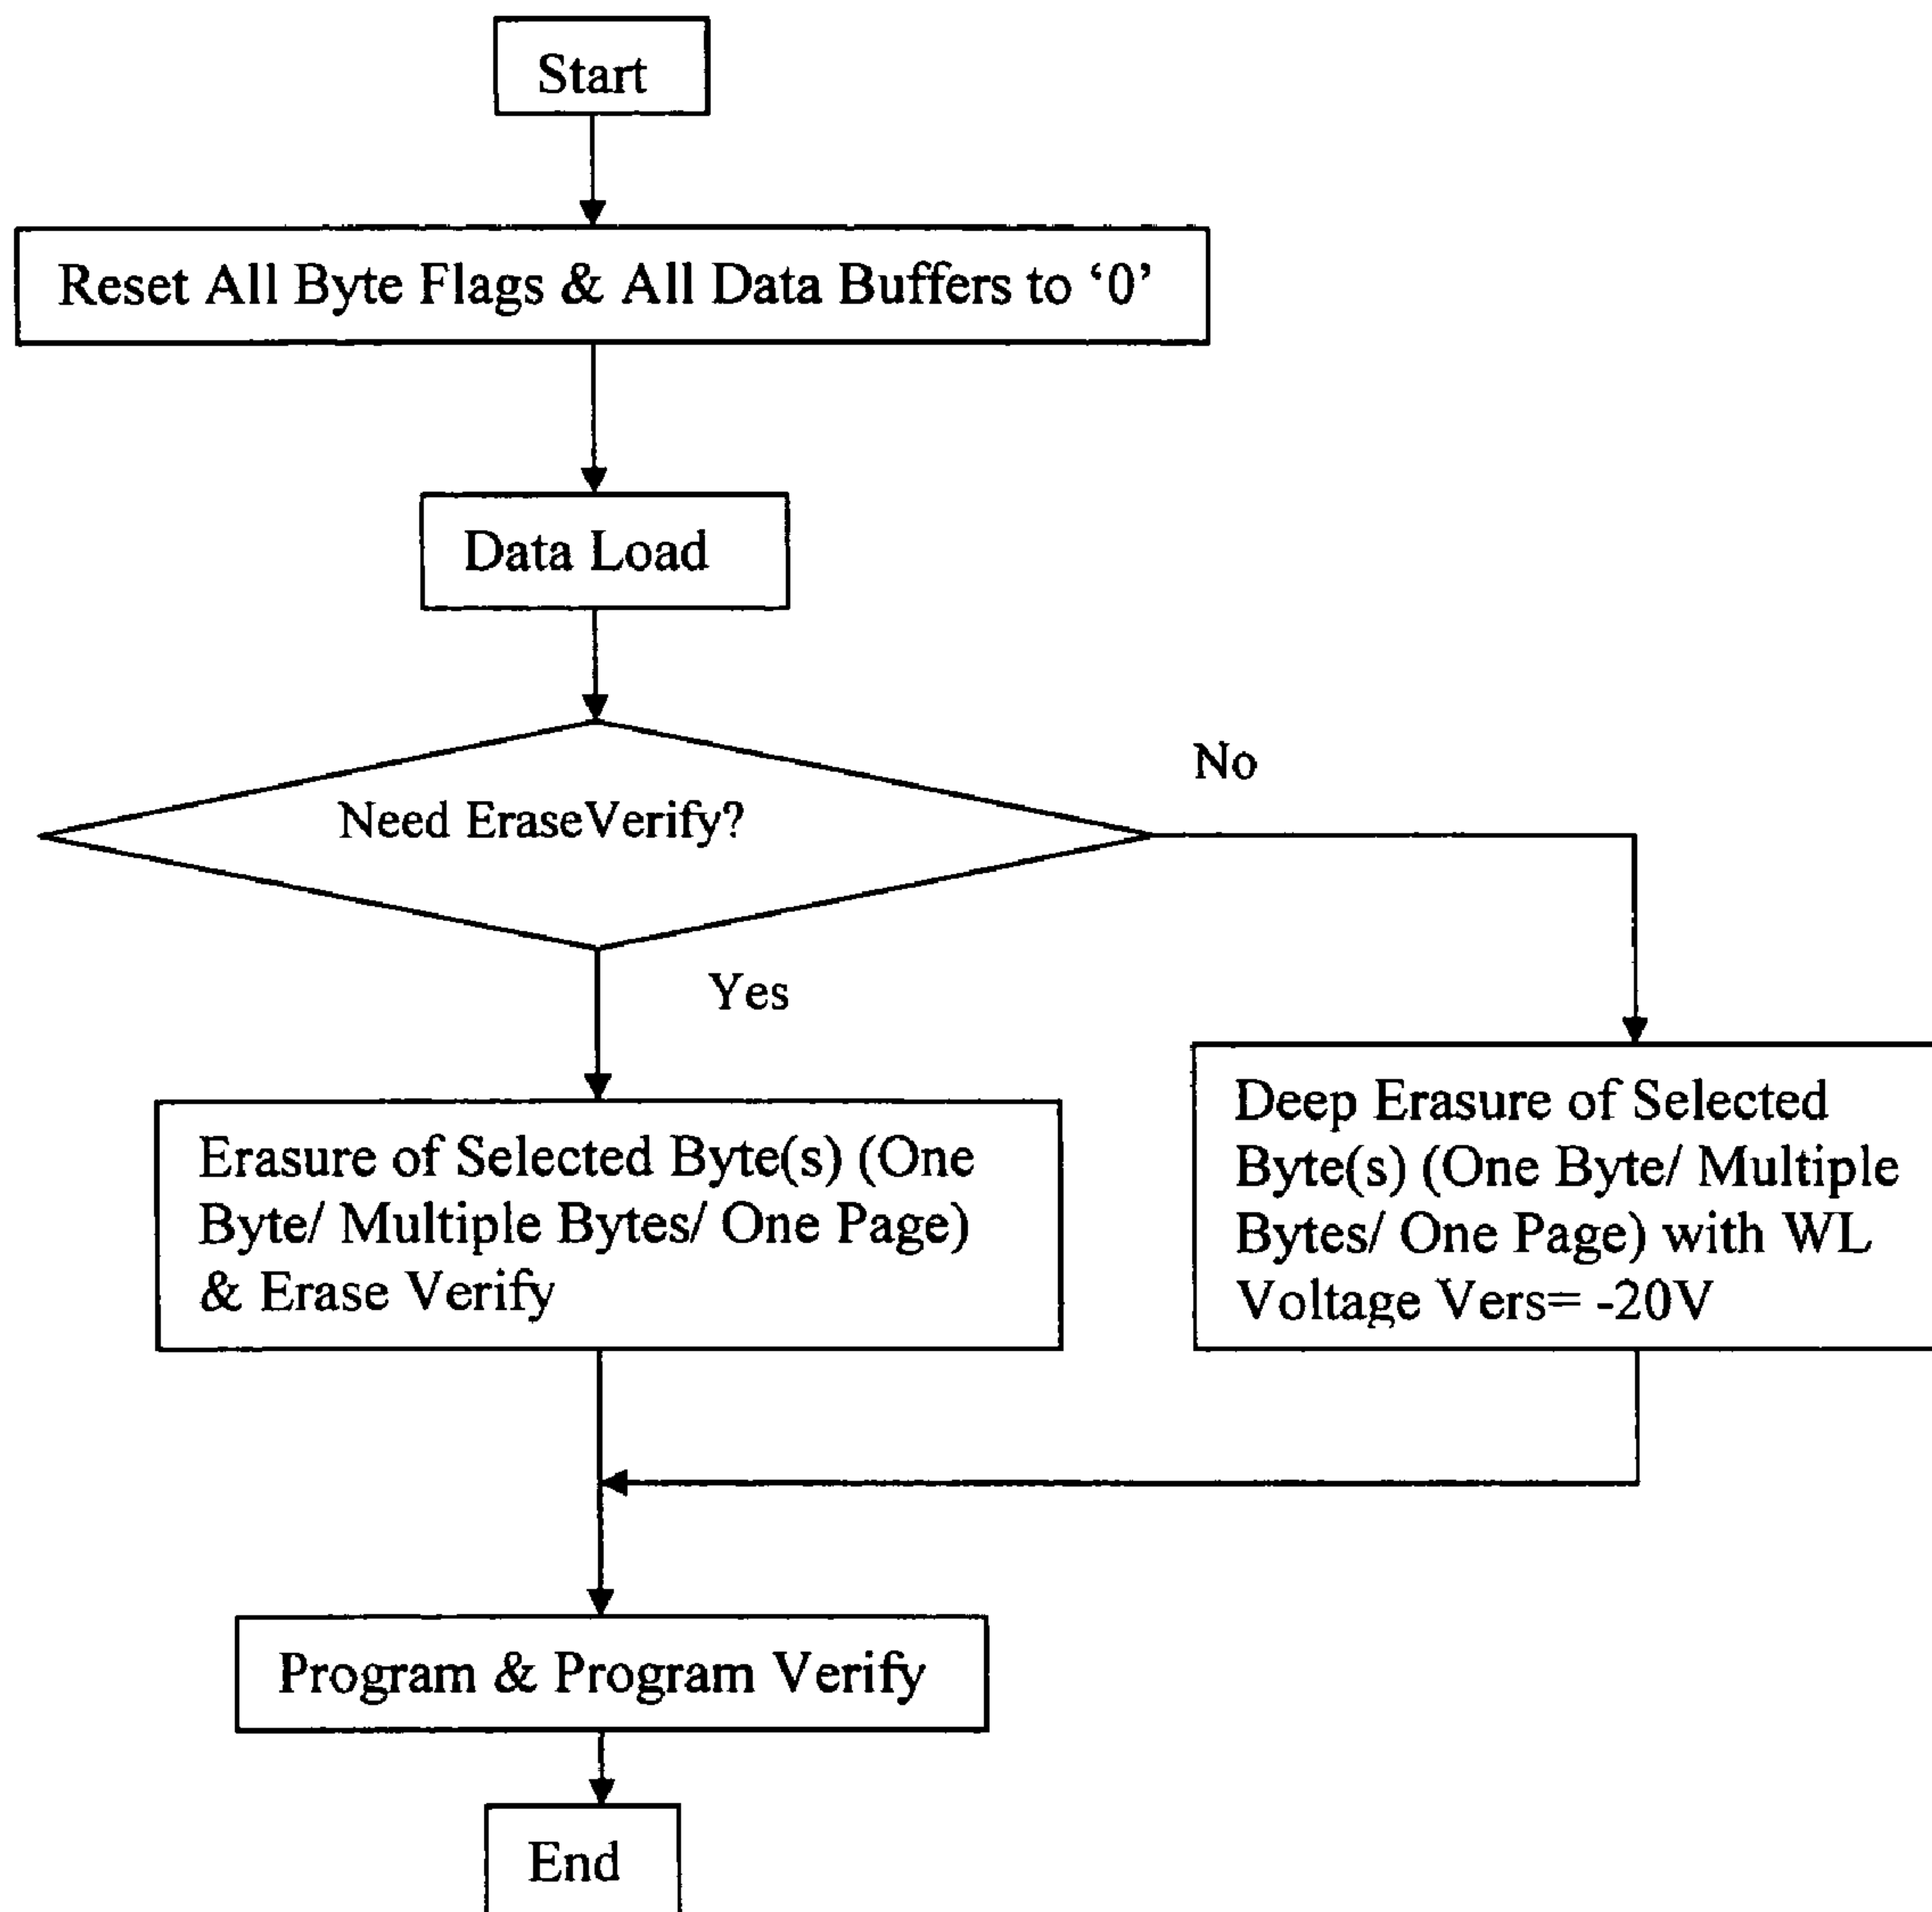 Start
Reset All Byte Flags & All Data Buffers to ‘0’
Data Load
Need EraseVerify?
No
Yes
Erasure of Selected Byte(s) (One
Byte/ Multiple Bytes/ One Page)
& Erase Verify
Deep Erasure of Selected
Byte(s) (One Byte/ Multiple
Bytes/ One Page) with WL
Voltage Vers= -20V
Program & Program Verify
End